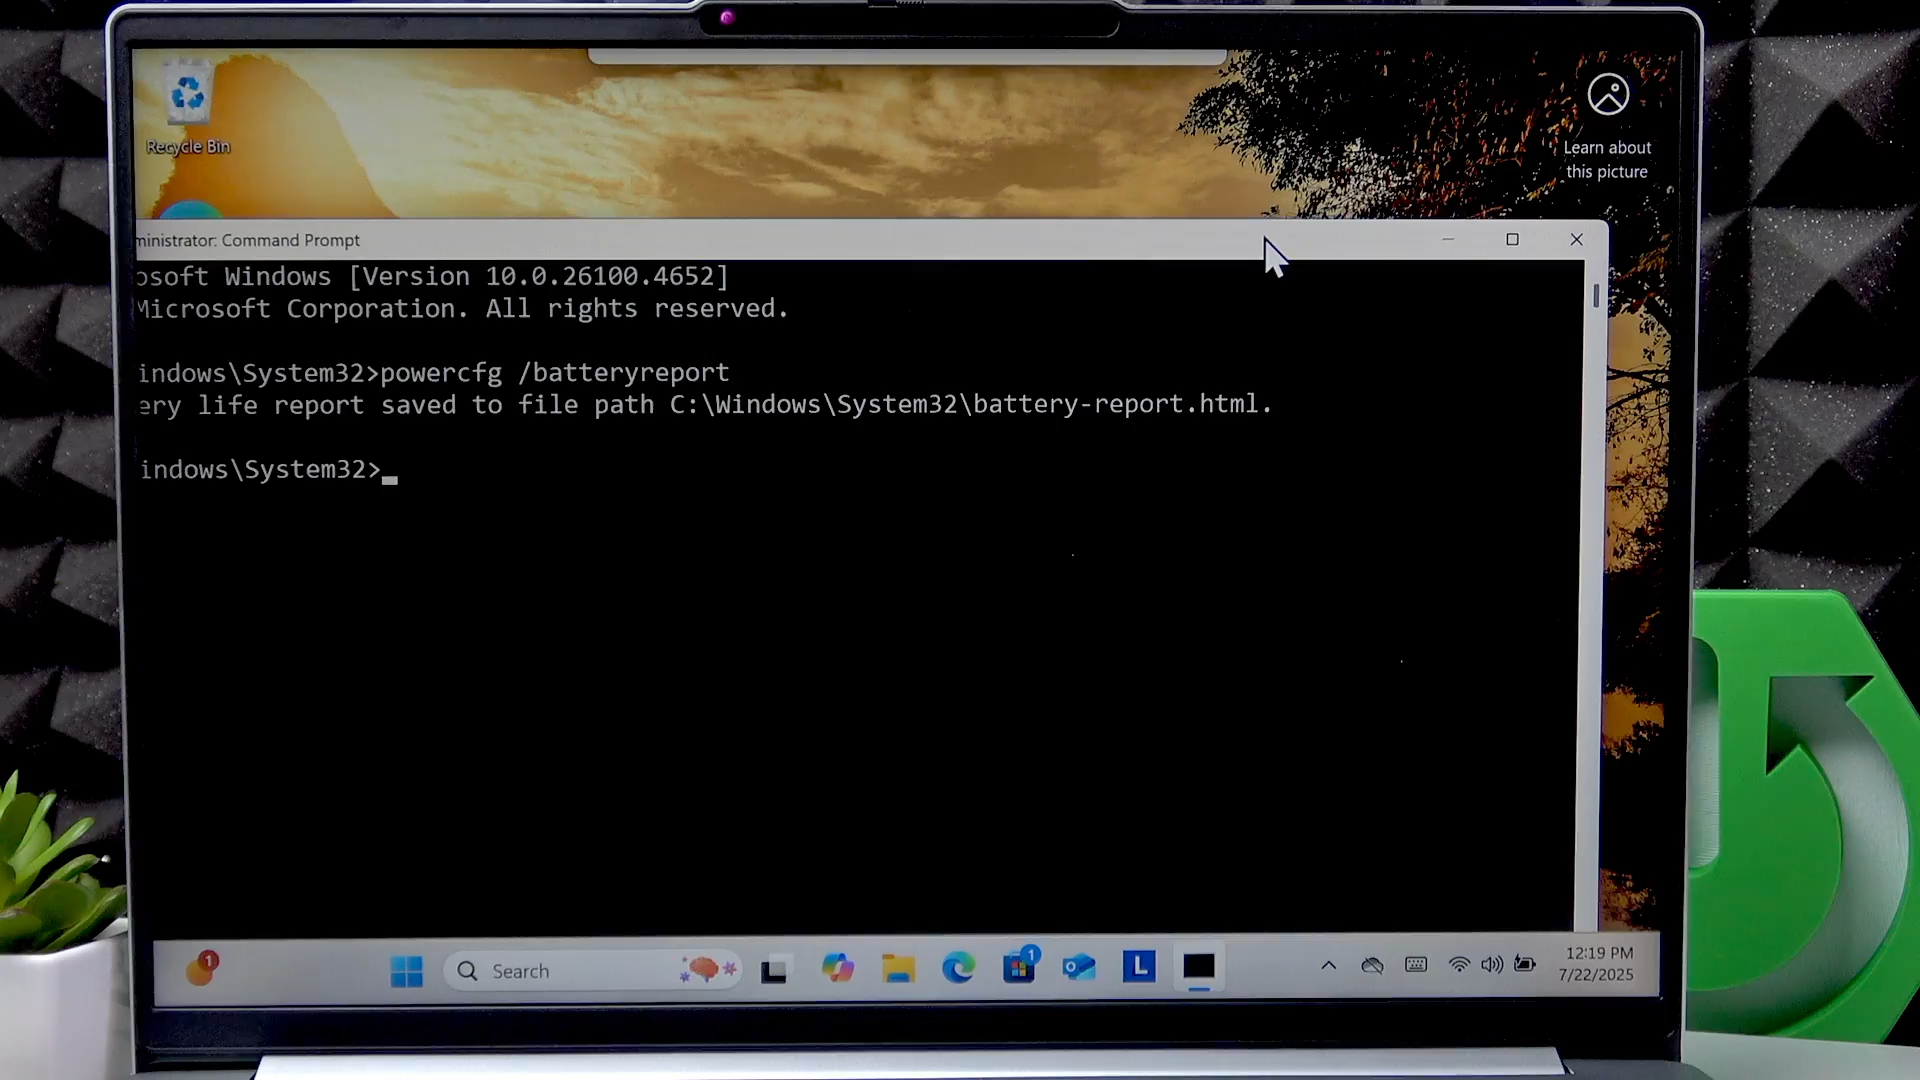 Recycle Bin
Learn about
this picture
ministrator: Command Prompt
osoft Windows [Version 10.0.26100.4652]
Microsoft Corporation. All rights reserved.
indows\System32>powercfg /batteryreport
ery life report saved to file path C:\Windows\System32\battery-report.html.
indows\System32>
1
Search
1
L
12:19 PM
7/22/2025